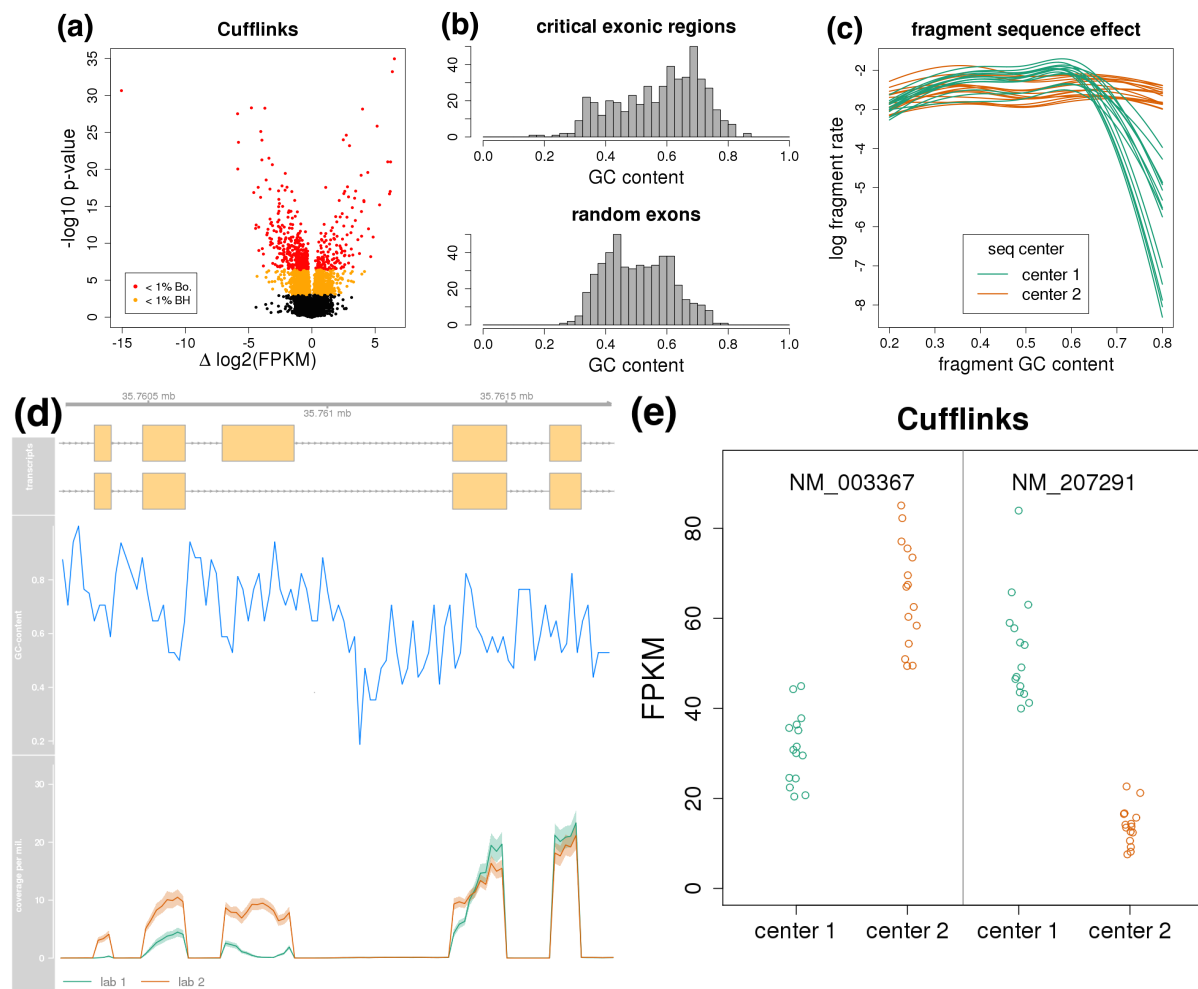 (a)
Cufflinks
35
30
25
20
15
10
5
0
-log10 p-value
< 1% Bo.
< 1% BH
-15 -10 -5 0 5
Δ log2(FPKM)
(b)
critical exonic regions
0 20 40
0.0 0.2 0.4 0.6 0.8 1.0
GC content
random exons
0 20 40
0.0 0.2 0.4 0.6 0.8 1.0
GC content
(c)
fragment sequence effect
-2
-3
-4
-5
-6
-7
-8
log fragment rate
seq center
center 1
center 2
0.2 0.3 0.4 0.5 0.6 0.7 0.8
fragment GC content
(d)
35.7605 mb
35.761 mb
35.7615 mb
transcripts
GC-content
0.8
0.6
0.4
0.2
coverage per mil.
30
20
10
0
lab 1
lab 2
(e)
Cufflinks
NM_003367
NM_207291
FPKM
80
60
40
20
0
center 1 center 2 center 1 center 2